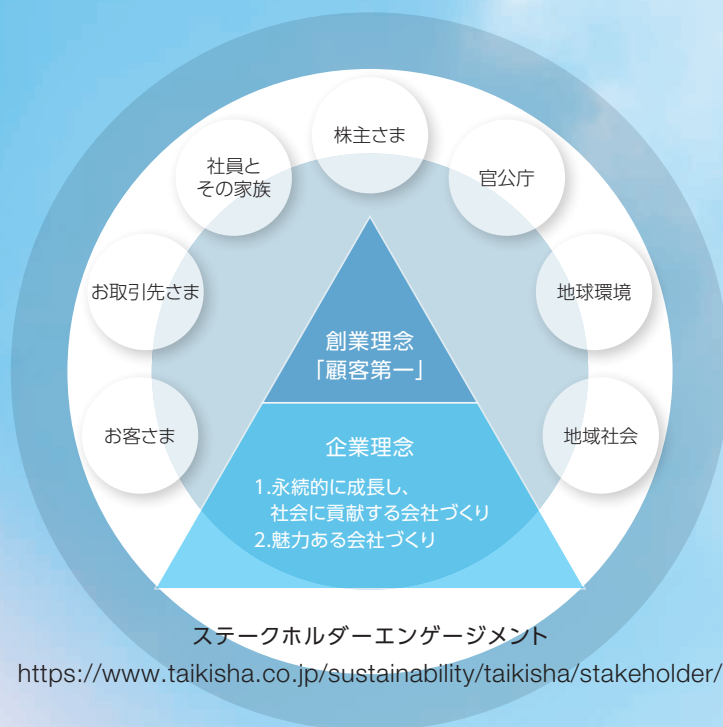 株主さま
社員と
その家族
官公庁
お取引先さま
地球環境
お客さま
地域社会
創業理念
「顧客第一」
企業理念
1.永続的に成長し、
社会に貢献する会社づくり
2.魅力ある会社づくり
ステークホルダーエンゲージメント
https://www.taikisha.co.jp/sustainability/taikisha/stakeholder/